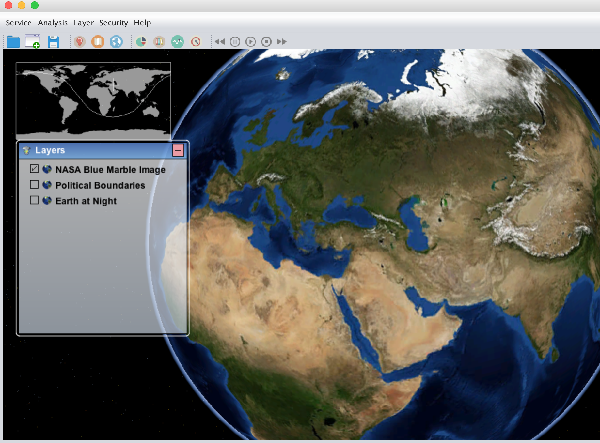 Service Analysis Layer Security Help
Layers
NASA Blue Marble Image
Political Boundaries
Earth at Night